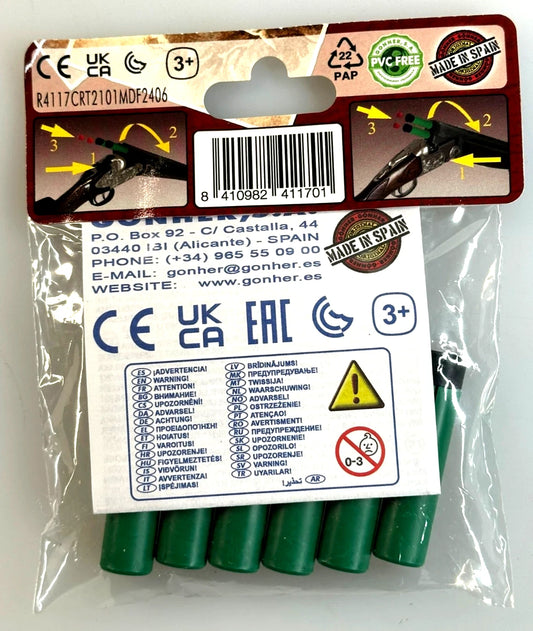 CE UK CA 3+ 22 PAP GONHER, S.A. PVC FREE MADE IN SPAIN
R4117CRT2101MDF2406
3 2 1
3 2 1
8 410982 411701
GONHER, S.A.
P.O. Box 92 - C/ Castalla, 44
03440 IBI (Alicante) - SPAIN
PHONE: (+34) 965 55 09 00
E-MAIL: gonher@gonher.es
WEBSITE: www.gonher.es
MADE IN SPAIN
CE UK CA EAC 3+
ES ¡ADVERTENCIA!
EN WARNING!
FR ATTENTION!
BG ВНИМАНИЕ!
CS UPOZORNĚNÍ!
DA ADVARSEL!
DE ACHTUNG!
EL ΠΡΟΕΙΔΟΠΟΙΗΣΗ!
ET HOIATUS!
FI VAROITUS!
HR UPOZORENJE!
HU FIGYELMEZTETÉS!
IS VIÐVÖRUN!
IT AVVERTENZA!
LT ĮSPĖJIMAS!
LV BRĪDINĀJUMS!
MK ПРЕДУПРЕДУВАЊЕ!
MT TWISSIJA!
NL WAARSCHUWING!
NO ADVARSEL!
PL OSTRZEŻENIE!
PT ATENÇAO!
RO AVERTISMENT!
RU ПРЕДУПРЕЖДЕНИЕ!
SK UPOZORNENIE!
SL OPOZORILO!
SR UPOZORENJE!
SV VARNING!
TR UYARILAR!
AR تحذير!
0-3